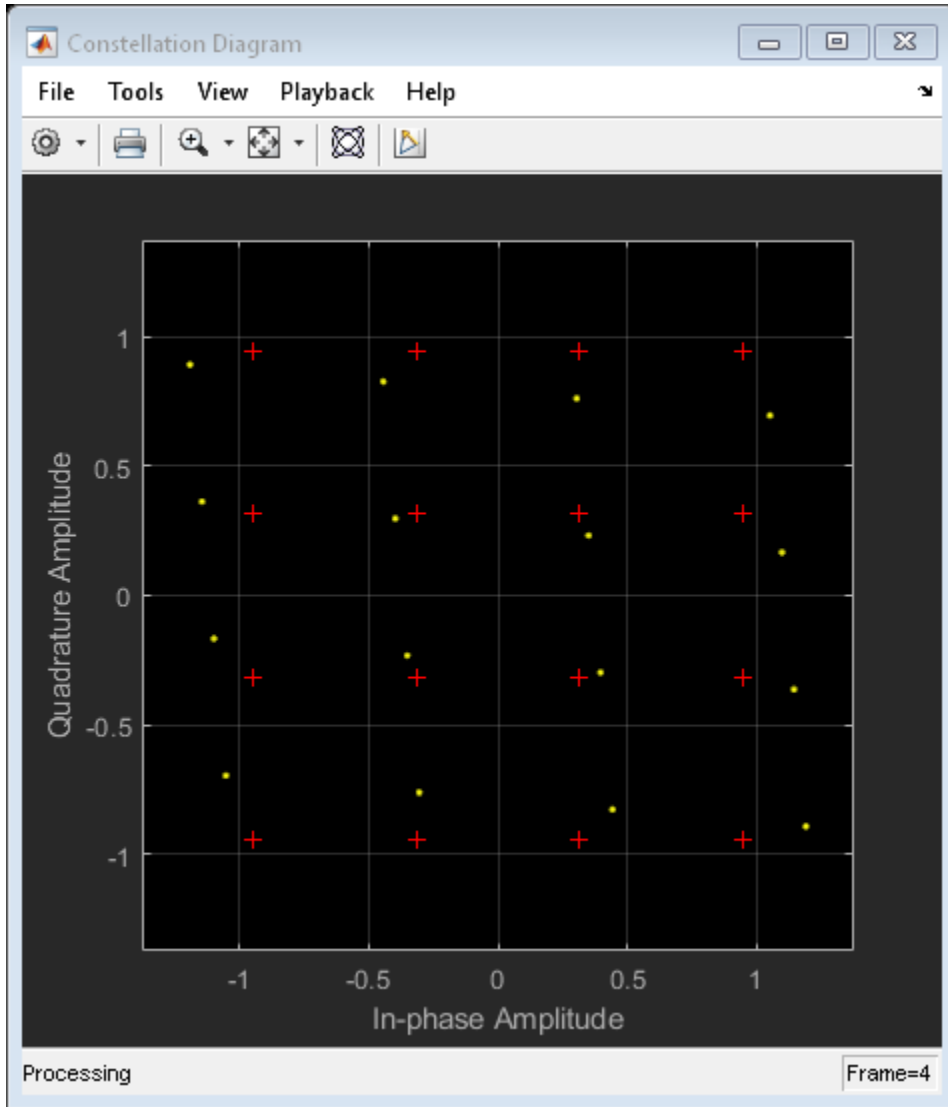 Constellation Diagram
File Tools View Playback Help
1
0.5
0
-0.5
-1
Quadrature Amplitude
-1 -0.5 0 0.5 1
In-phase Amplitude
Processing Frame=4